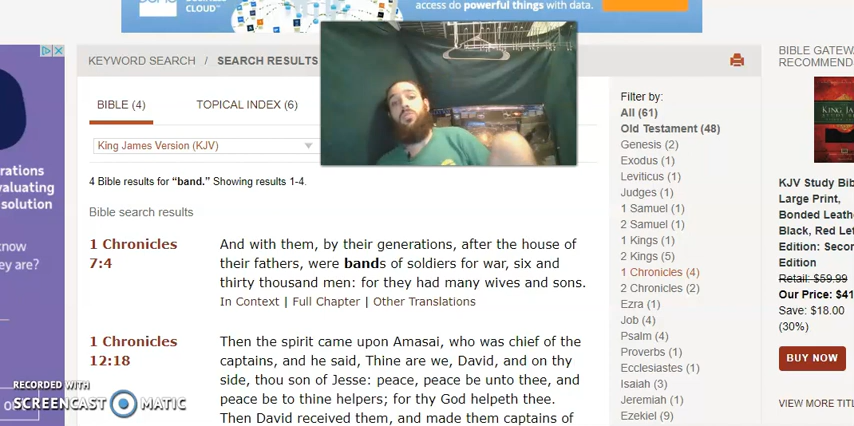 BUSINESS
CLOUD™
access do powerful things with data.
KEYWORD SEARCH / SEARCH RESULTS
BIBLE (4)
TOPICAL INDEX (6)
King James Version (KJV)
4 Bible results for “band.” Showing results 1-4.
Bible search results
1 Chronicles
7:4
And with them, by their generations, after the house of
their fathers, were bands of soldiers for war, six and
thirty thousand men: for they had many wives and sons.
In Context | Full Chapter | Other Translations
1 Chronicles
12:18
Then the spirit came upon Amasai, who was chief of the
captains, and he said, Thine are we, David, and on thy
side, thou son of Jesse: peace, peace be unto thee, and
peace be to thine helpers; for thy God helpeth thee.
Then David received them, and made them captains of
Filter by:
All (61)
Old Testament (48)
Genesis (2)
Exodus (1)
Leviticus (1)
Judges (1)
1 Samuel (1)
2 Samuel (1)
1 Kings (1)
2 Kings (5)
1 Chronicles (4)
2 Chronicles (2)
Ezra (1)
Job (4)
Psalm (4)
Proverbs (1)
Ecclesiastes (1)
Isaiah (3)
Jeremiah (1)
Ezekiel (9)
BIBLE GATEW
RECOMMEND
KJV Study Bib
Large Print,
Bonded Leath
Black, Red Let
Edition: Secon
Edition
Retail: $59.99
Our Price: $41
Save: $18.00
(30%)
BUY NOW
VIEW MORE TITL
rations
valuating
solution
now
ey are?
RECORDED WITH
SCREENCAST MATIC